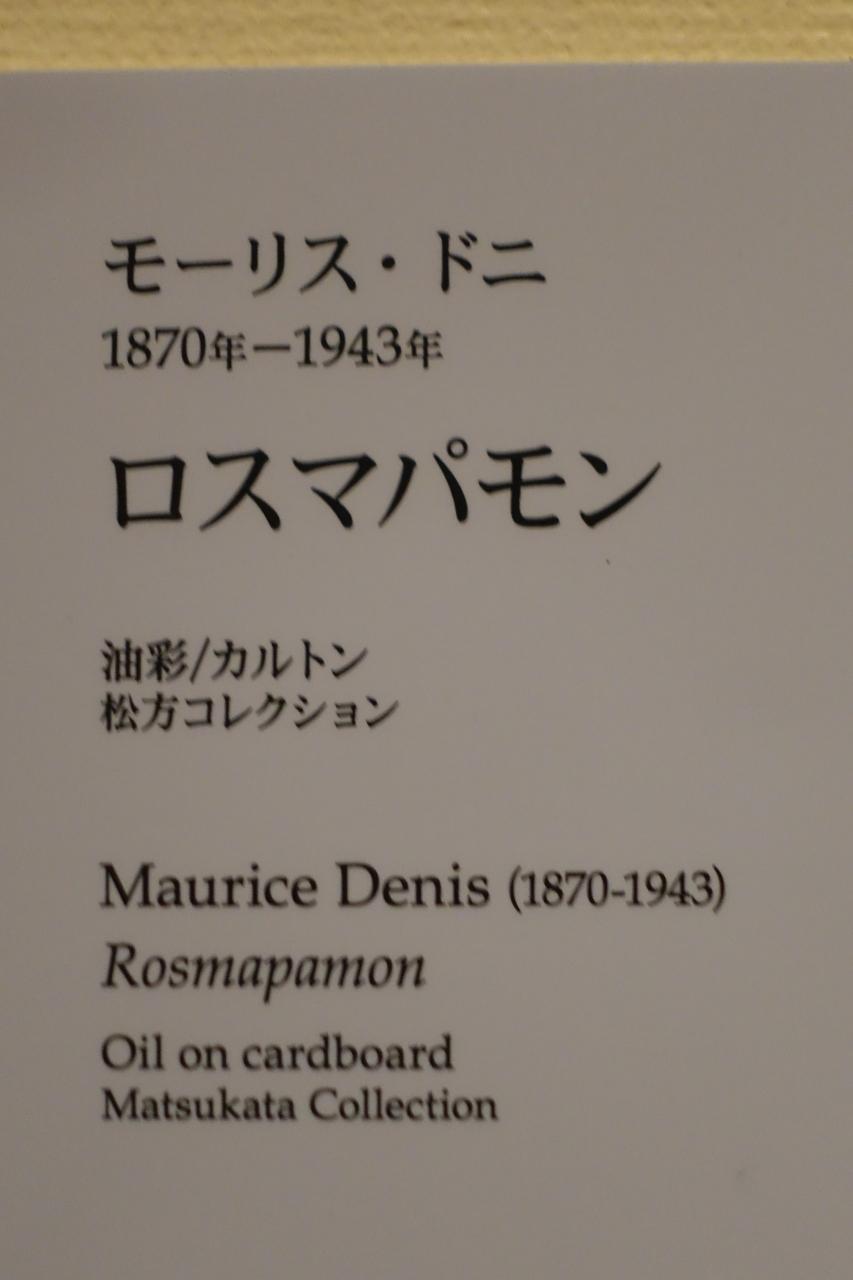 モーリス・ドニ
1870年－1943年
ロスマパモン
油彩/カルトン
松方コレクション
Maurice Denis (1870-1943)
Rosmapamon
Oil on cardboard
Matsukata Collection